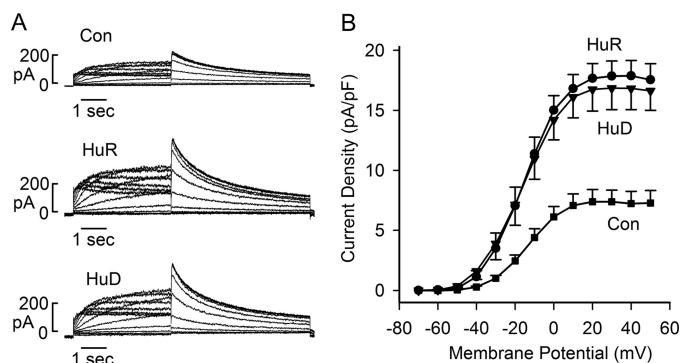 A
Con
200
pA
0
1 sec
HuR
200
pA
0
1 sec
HuD
200
pA
0
1 sec
B
Current Density (pA/pF)
20
15
10
5
0
HuR
HuD
Con
-80 -60 -40 -20 0 20 40 60
Membrane Potential (mV)